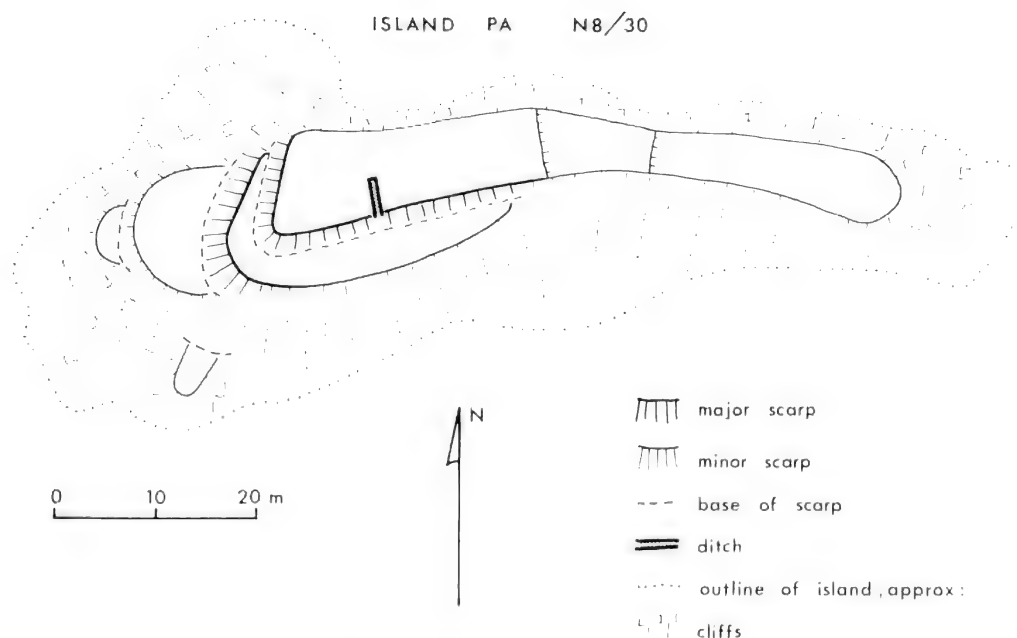 ISLAND PA N8/30
N
0 10 20 m
major scarp
minor scarp
base of scarp
ditch
outline of island, approx:
cliffs